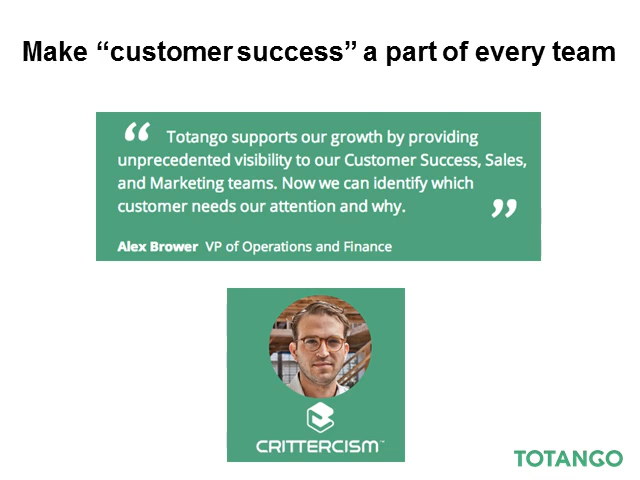 Make “customer success” a part of every team
“ Totango supports our growth by providing
unprecedented visibility to our Customer Success, Sales,
and Marketing teams. Now we can identify which
customer needs our attention and why. ”
Alex Brower VP of Operations and Finance
CRITTERCISM™
TOTANGO